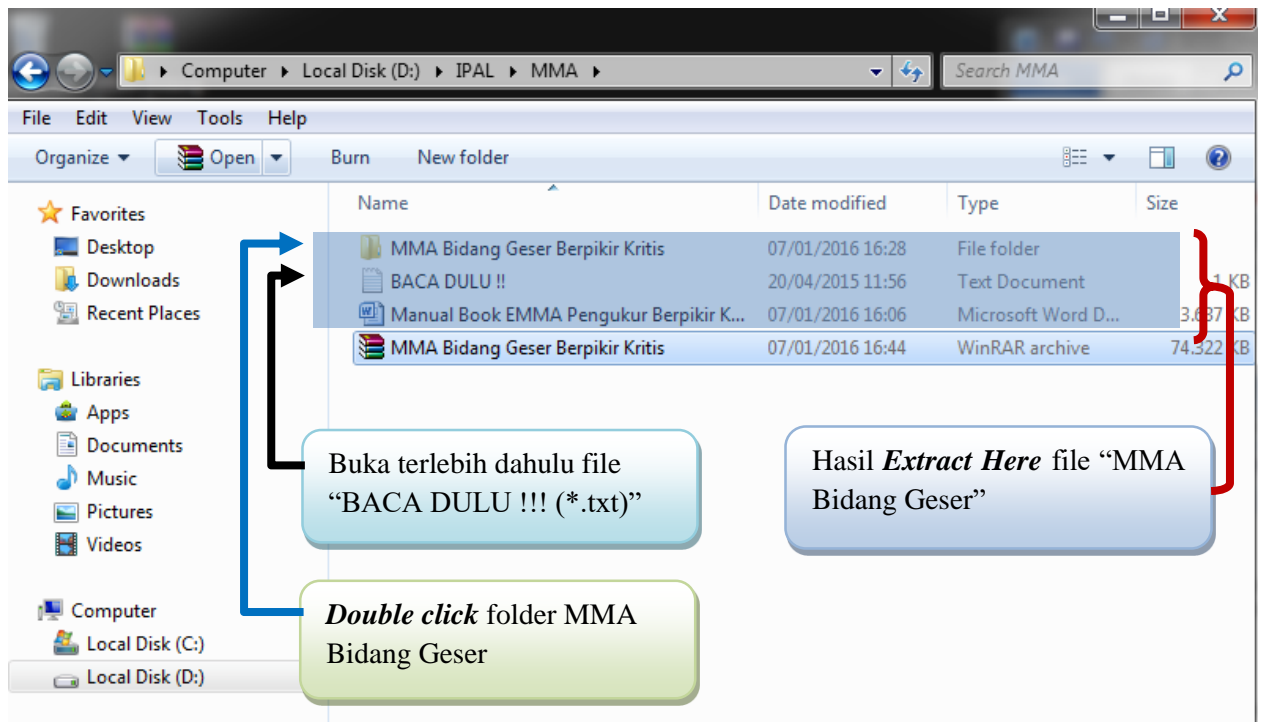 Computer ▸ Local Disk (D:) ▸ IPAL ▸ MMA ▸
Search MMA
File Edit View Tools Help
Organize Open Burn New folder
Name Date modified Type Size
Favorites
Desktop
Downloads
Recent Places
Libraries
Apps
Documents
Music
Pictures
Videos
Computer
Local Disk (C:)
Local Disk (D:)
MMA Bidang Geser Berpikir Kritis 07/01/2016 16:28 File folder
BACA DULU !! 20/04/2015 11:56 Text Document 1 KB
Manual Book EMMA Pengukur Berpikir K... 07/01/2016 16:06 Microsoft Word D... KB
MMA Bidang Geser Berpikir Kritis 07/01/2016 16:44 WinRAR archive 74.322 KB
Buka terlebih dahulu file
“BACA DULU !!! (*.txt)”
Hasil Extract Here file “MMA
Bidang Geser”
Double click folder MMA
Bidang Geser